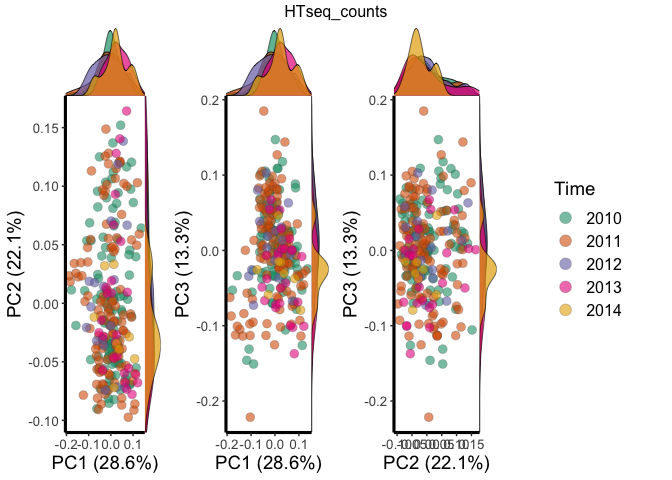 HTseq_counts
0.15
0.10
0.05
0.00
-0.05
-0.10
PC2 (22.1%)
-0.2 -0.1 0.0 0.1
PC1 (28.6%)
0.2
0.1
0.0
-0.1
-0.2
PC3 (13.3%)
-0.2 -0.1 0.0 0.1
PC1 (28.6%)
0.2
0.1
0.0
-0.1
-0.2
PC3 (13.3%)
PC2 (22.1%)
Time
2010
2011
2012
2013
2014